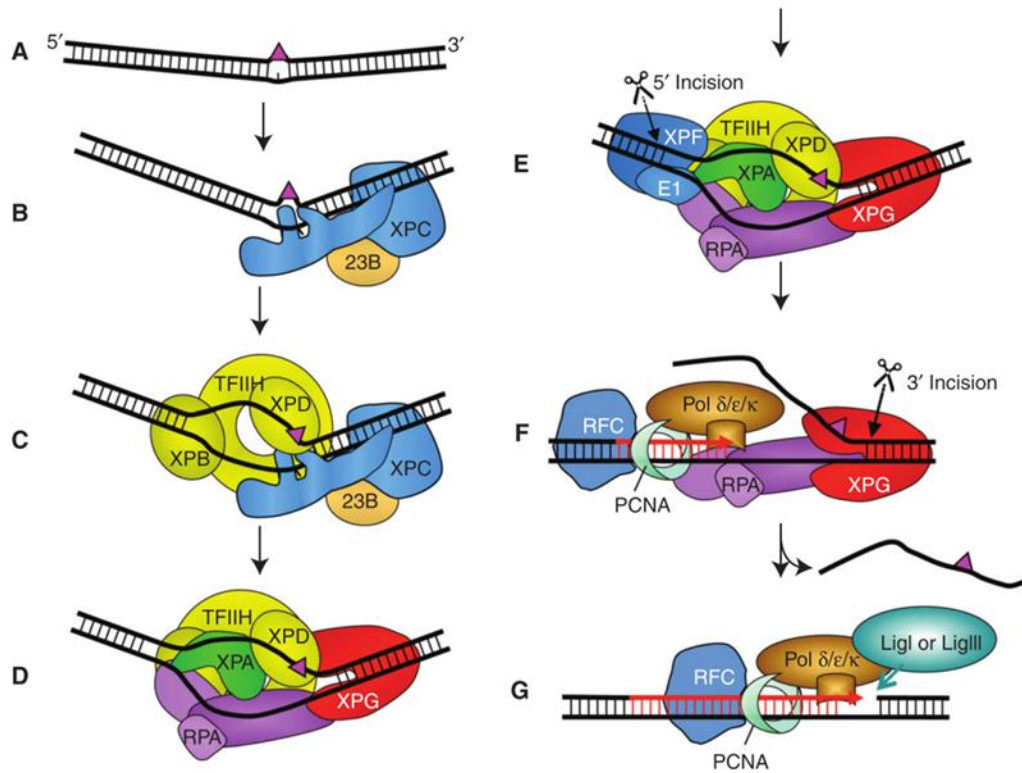 A
5′
3′
B
XPC
23B
C
TFIIH
XPD
XPB
XPC
23B
D
TFIIH
XPD
XPA
XPG
RPA
5′ Incision
E
XPF
TFIIH
XPD
XPA
E1
XPG
RPA
3′ Incision
F
RFC
Pol δ/ε/κ
PCNA
RPA
XPG
LigI or LigIII
Pol δ/ε/κ
G
RFC
PCNA